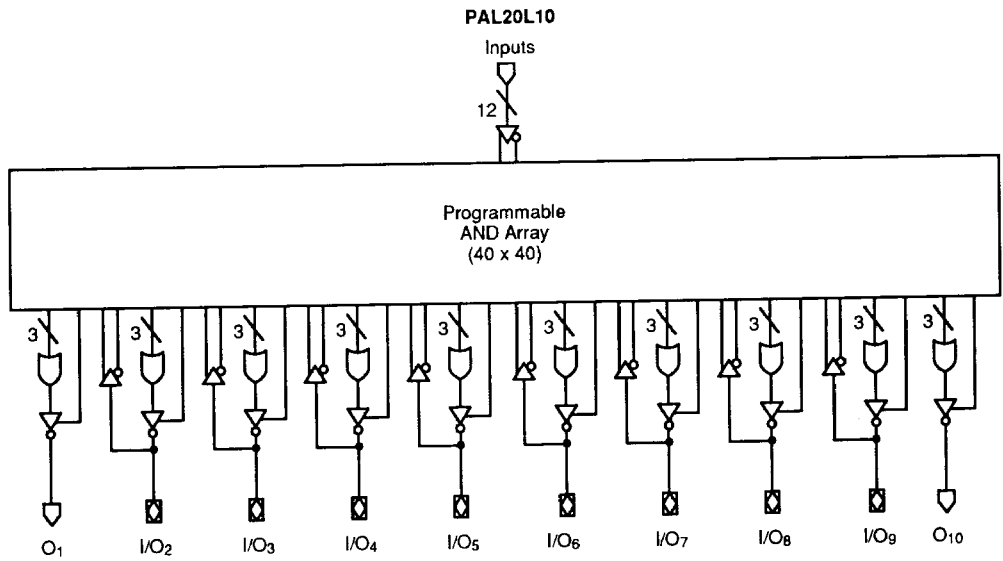 PAL20L10
Inputs
12
Programmable
AND Array
(40 x 40)
3 3 3 3 3 3 3 3 3 3
O1 I/O2 I/O3 I/O4 I/O5 I/O6 I/O7 I/O8 I/O9 O10